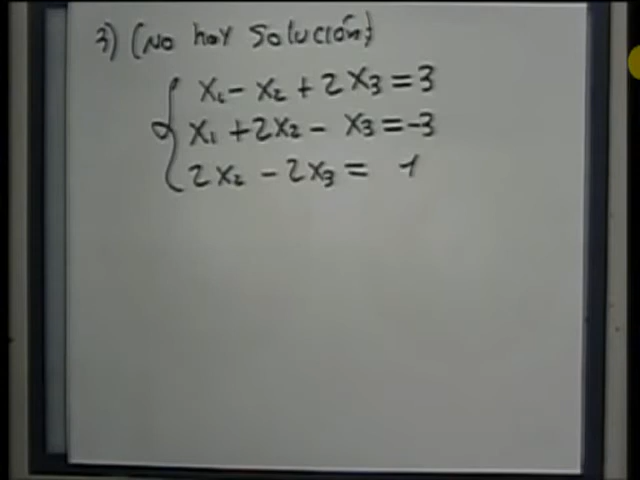 3) (No hay Solución)
x₁ - x₂ + 2x₃ = 3
x₁ + 2x₂ - x₃ = -3
2x₂ - 2x₃ = 1